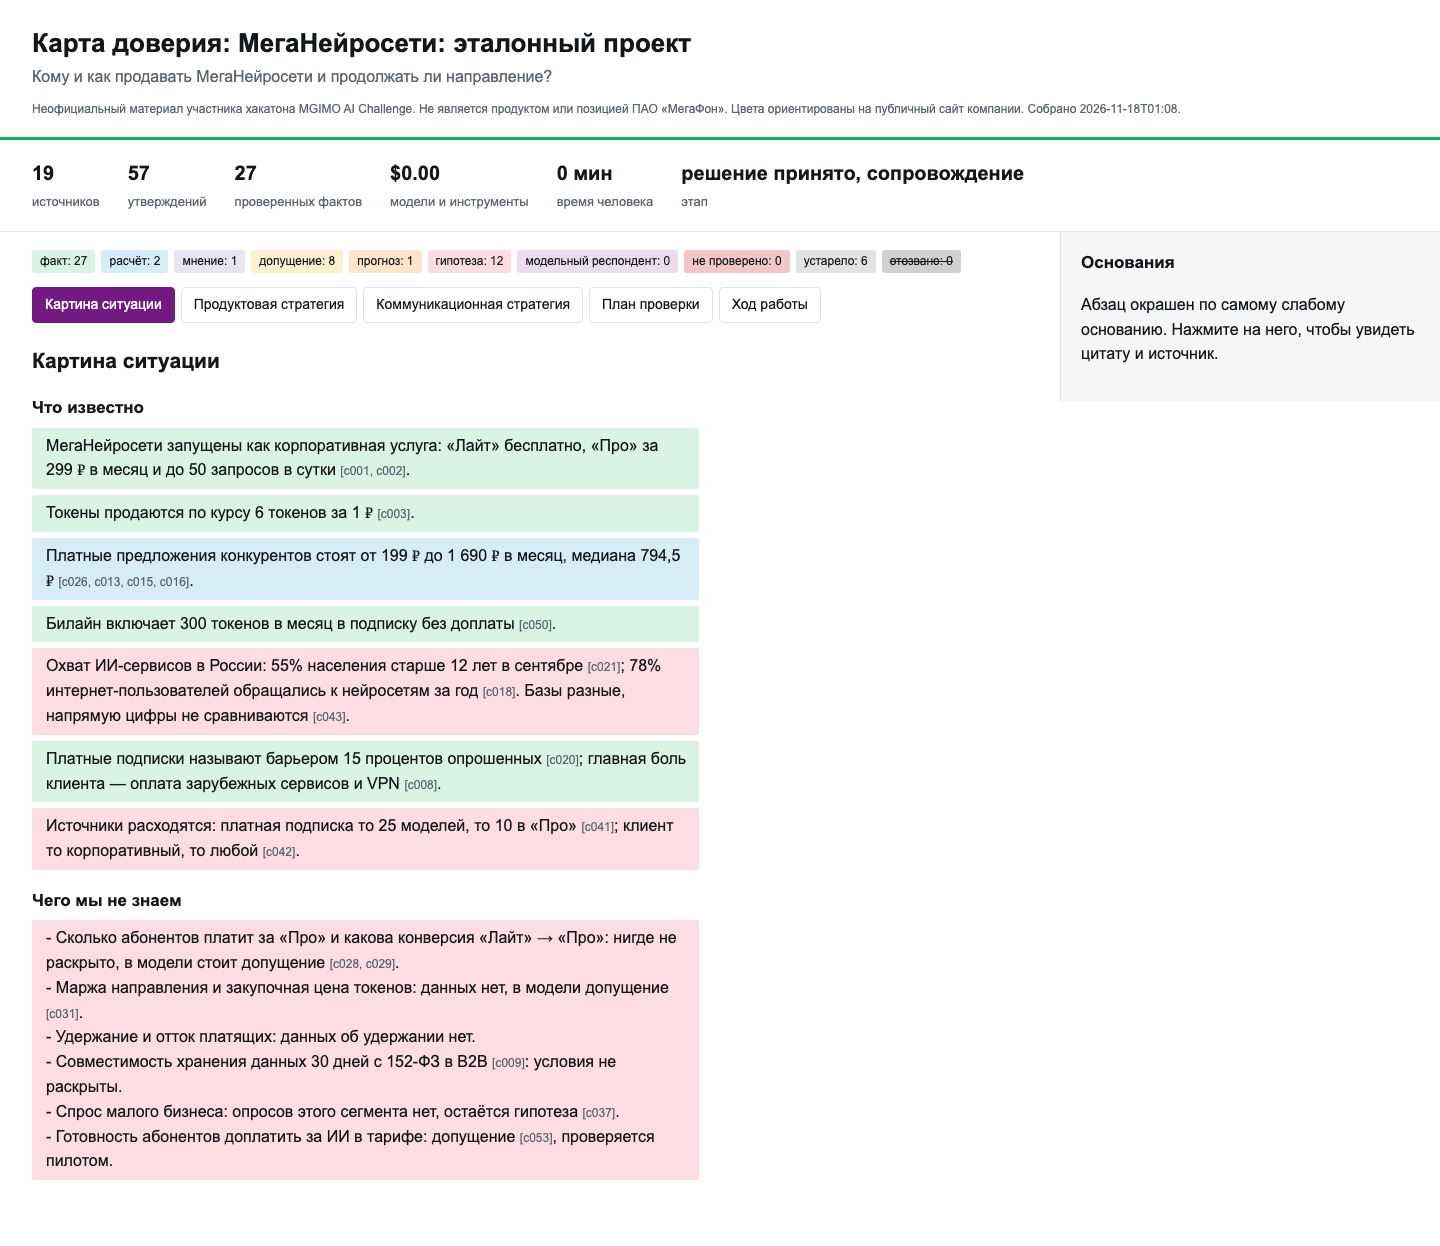 Карта доверия: МегаНейросети: эталонный проект
Кому и как продавать МегаНейросети и продолжать ли направление?
Неофициальный материал участника хакатона MGIMO AI Challenge. Не является продуктом или позицией ПАО «МегаФон». Цвета ориентированы на публичный сайт компании. Собрано 2026-11-18T01:08.
19
источников
57
утверждений
27
проверенных фактов
$0.00
модели и инструменты
0 мин
время человека
решение принято, сопровождение
этап
факт: 27
расчёт: 2
мнение: 1
допущение: 8
прогноз: 1
гипотеза: 12
модельный респондент: 0
не проверено: 0
устарело: 6
отозвано: 0
Картина ситуации
Продуктовая стратегия
Коммуникационная стратегия
План проверки
Ход работы
Картина ситуации
Что известно
МегаНейросети запущены как корпоративная услуга: «Лайт» бесплатно, «Про» за
299 ₽ в месяц и до 50 запросов в сутки [c001, c002].
Токены продаются по курсу 6 токенов за 1 ₽ [c003].
Платные предложения конкурентов стоят от 199 ₽ до 1 690 ₽ в месяц, медиана 794,5
₽ [c026, c013, c015, c016].
Билайн включает 300 токенов в месяц в подписку без доплаты [c050].
Охват ИИ-сервисов в России: 55% населения старше 12 лет в сентябре [c021]; 78%
интернет-пользователей обращались к нейросетям за год [c018]. Базы разные,
напрямую цифры не сравниваются [c043].
Платные подписки называют барьером 15 процентов опрошенных [c020]; главная боль
клиента — оплата зарубежных сервисов и VPN [c008].
Источники расходятся: платная подписка то 25 моделей, то 10 в «Про» [c041]; клиент
то корпоративный, то любой [c042].
Чего мы не знаем
- Сколько абонентов платит за «Про» и какова конверсия «Лайт» → «Про»: нигде не
раскрыто, в модели стоит допущение [c028, c029].
- Маржа направления и закупочная цена токенов: данных нет, в модели допущение
[c031].
- Удержание и отток платящих: данных об удержании нет.
- Совместимость хранения данных 30 дней с 152-ФЗ в B2B [c009]: условия не
раскрыты.
- Спрос малого бизнеса: опросов этого сегмента нет, остаётся гипотеза [c037].
- Готовность абонентов доплатить за ИИ в тарифе: допущение [c053], проверяется
пилотом.
Основания
Абзац окрашен по самому слабому
основанию. Нажмите на него, чтобы увидеть
цитату и источник.